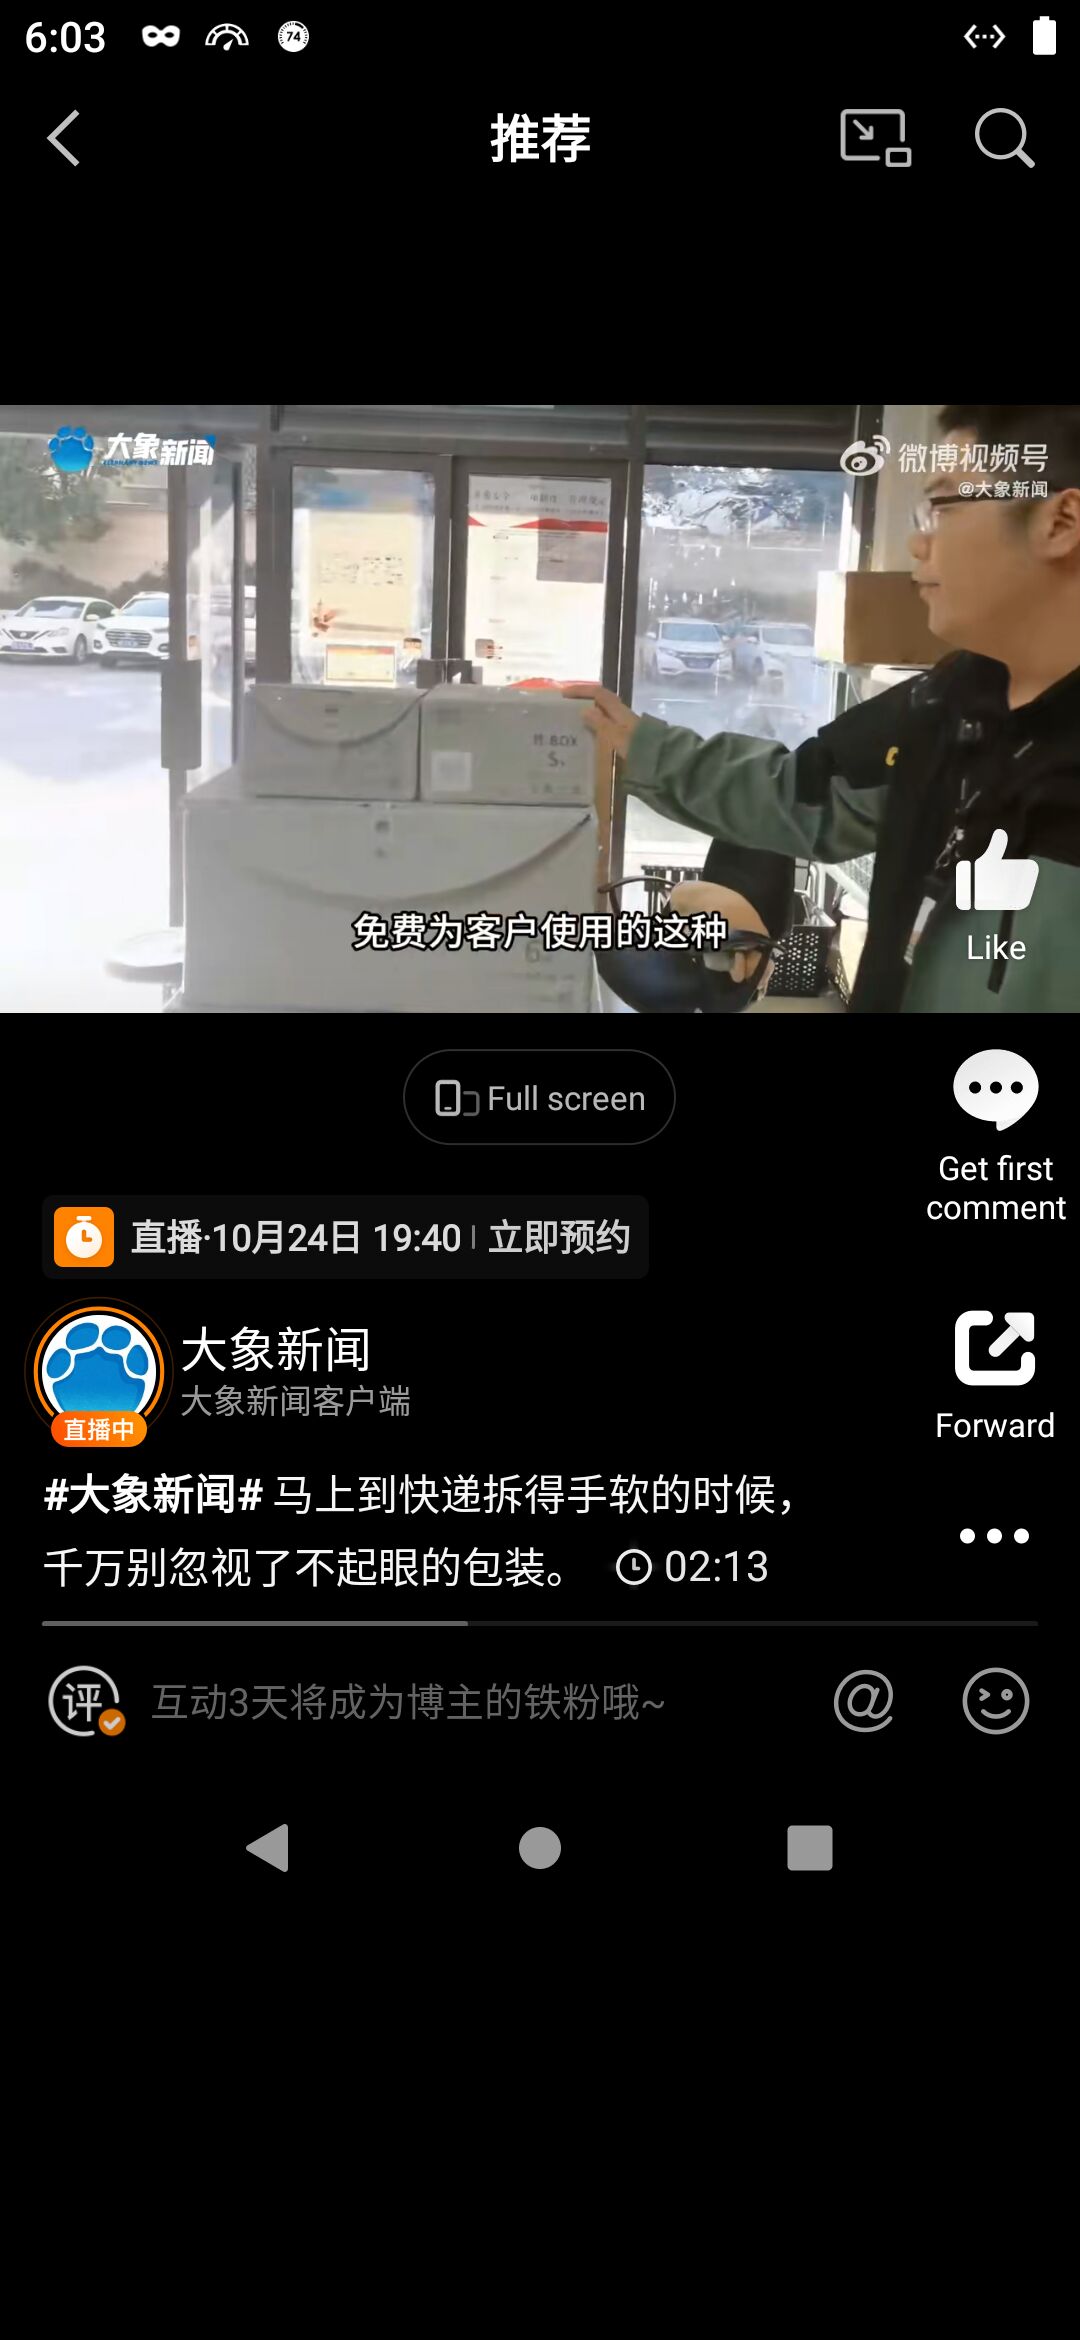 6:03
74
推荐
大象新闻
微博视频号
@大象新闻
BOX
免费为客户使用的这种
Like
Full screen
Get first
comment
直播·10月24日 19:40
立即预约
大象新闻
大象新闻客户端
直播中
Forward
#大象新闻# 马上到快递拆得手软的时候，
千万别忽视了不起眼的包装。 02:13
评 互动3天将成为博主的铁粉哦~